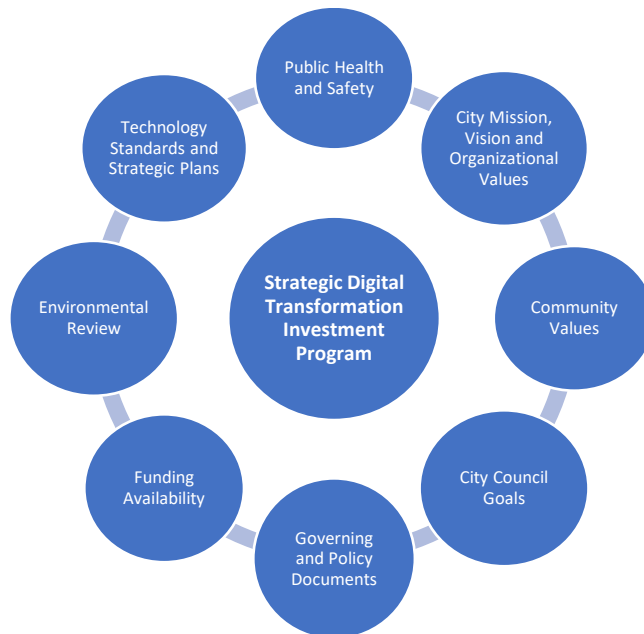 Public Health
and Safety
City Mission,
Vision and
Organizational
Values
Community
Values
City Council
Goals
Governing
and Policy
Documents
Funding
Availability
Environmental
Review
Technology
Standards and
Strategic Plans
Strategic Digital
Transformation
Investment
Program